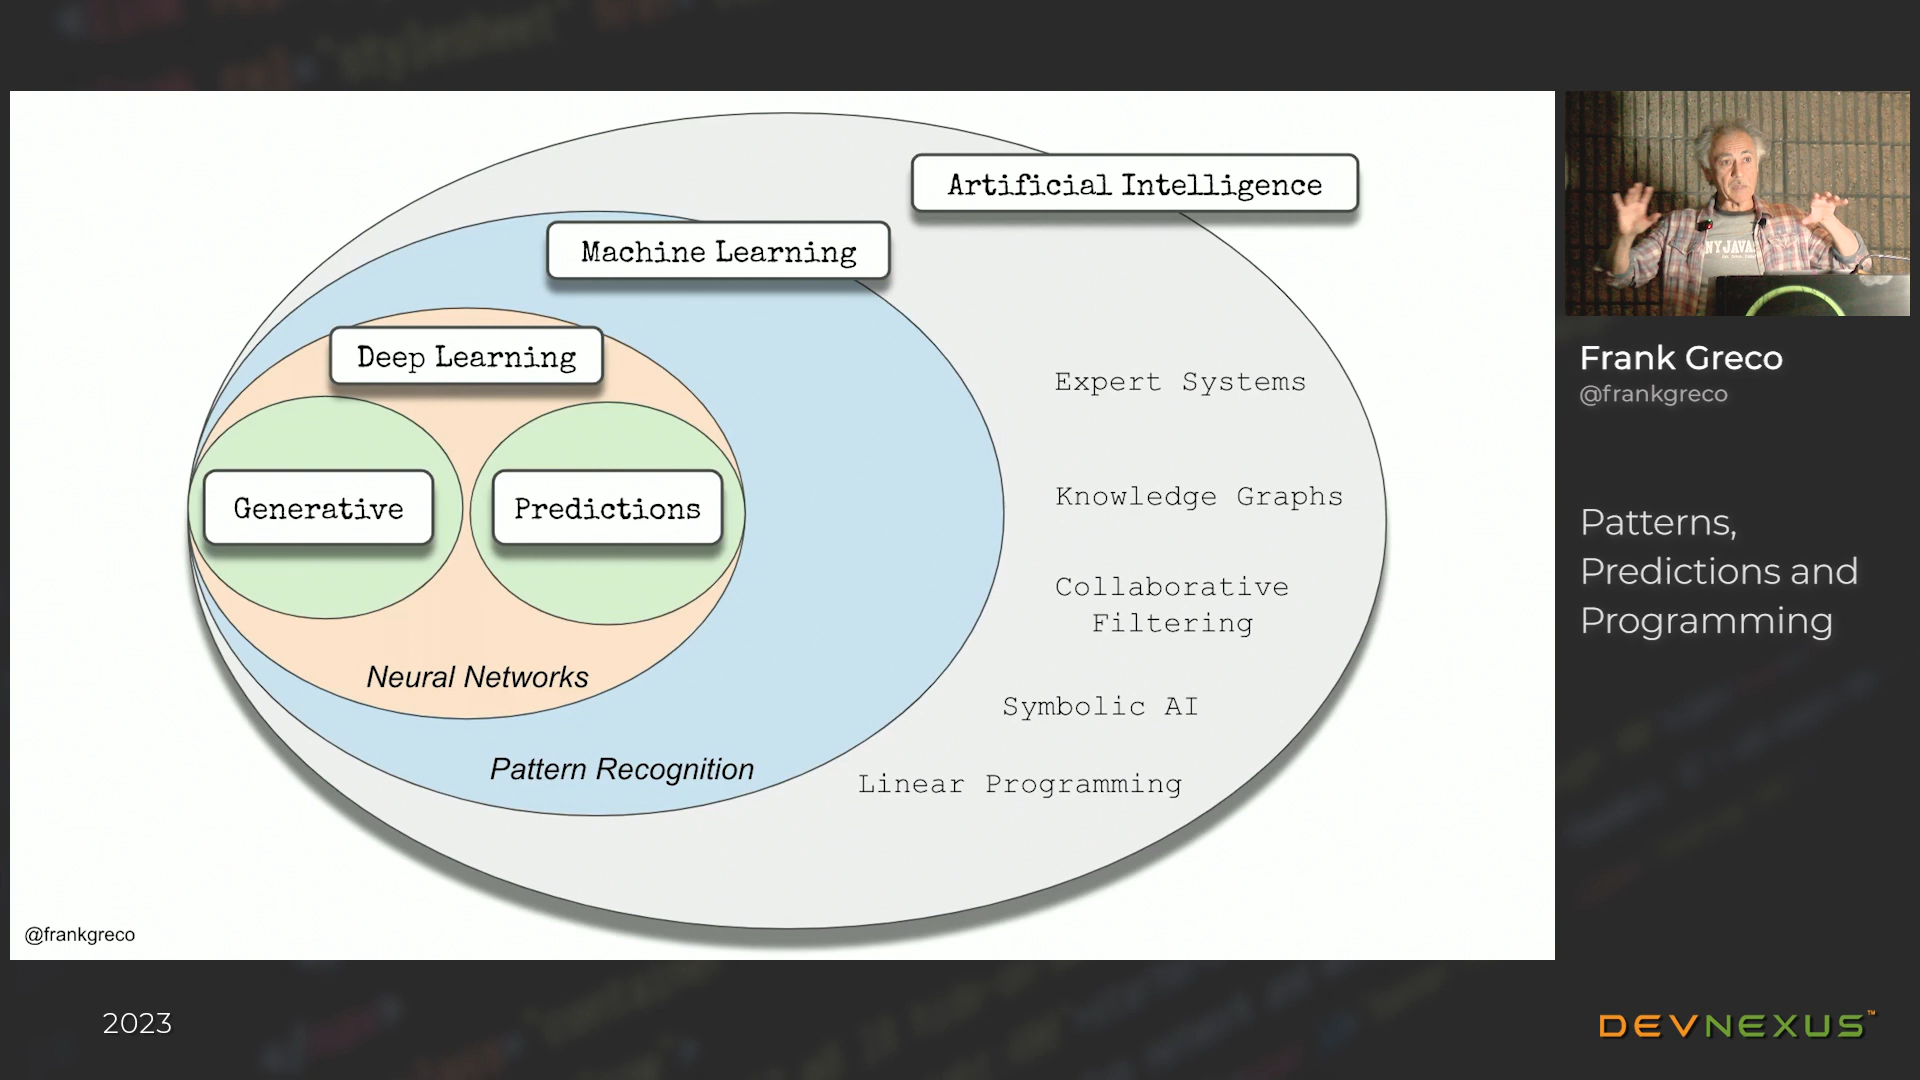 Artificial Intelligence
Machine Learning
Deep Learning
Generative
Predictions
Neural Networks
Pattern Recognition
Expert Systems
Knowledge Graphs
Collaborative
Filtering
Symbolic AI
Linear Programming
@frankgreco
NYJAVA
Frank Greco
@frankgreco
Patterns,
Predictions and
Programming
2023
DEVNEXUS™